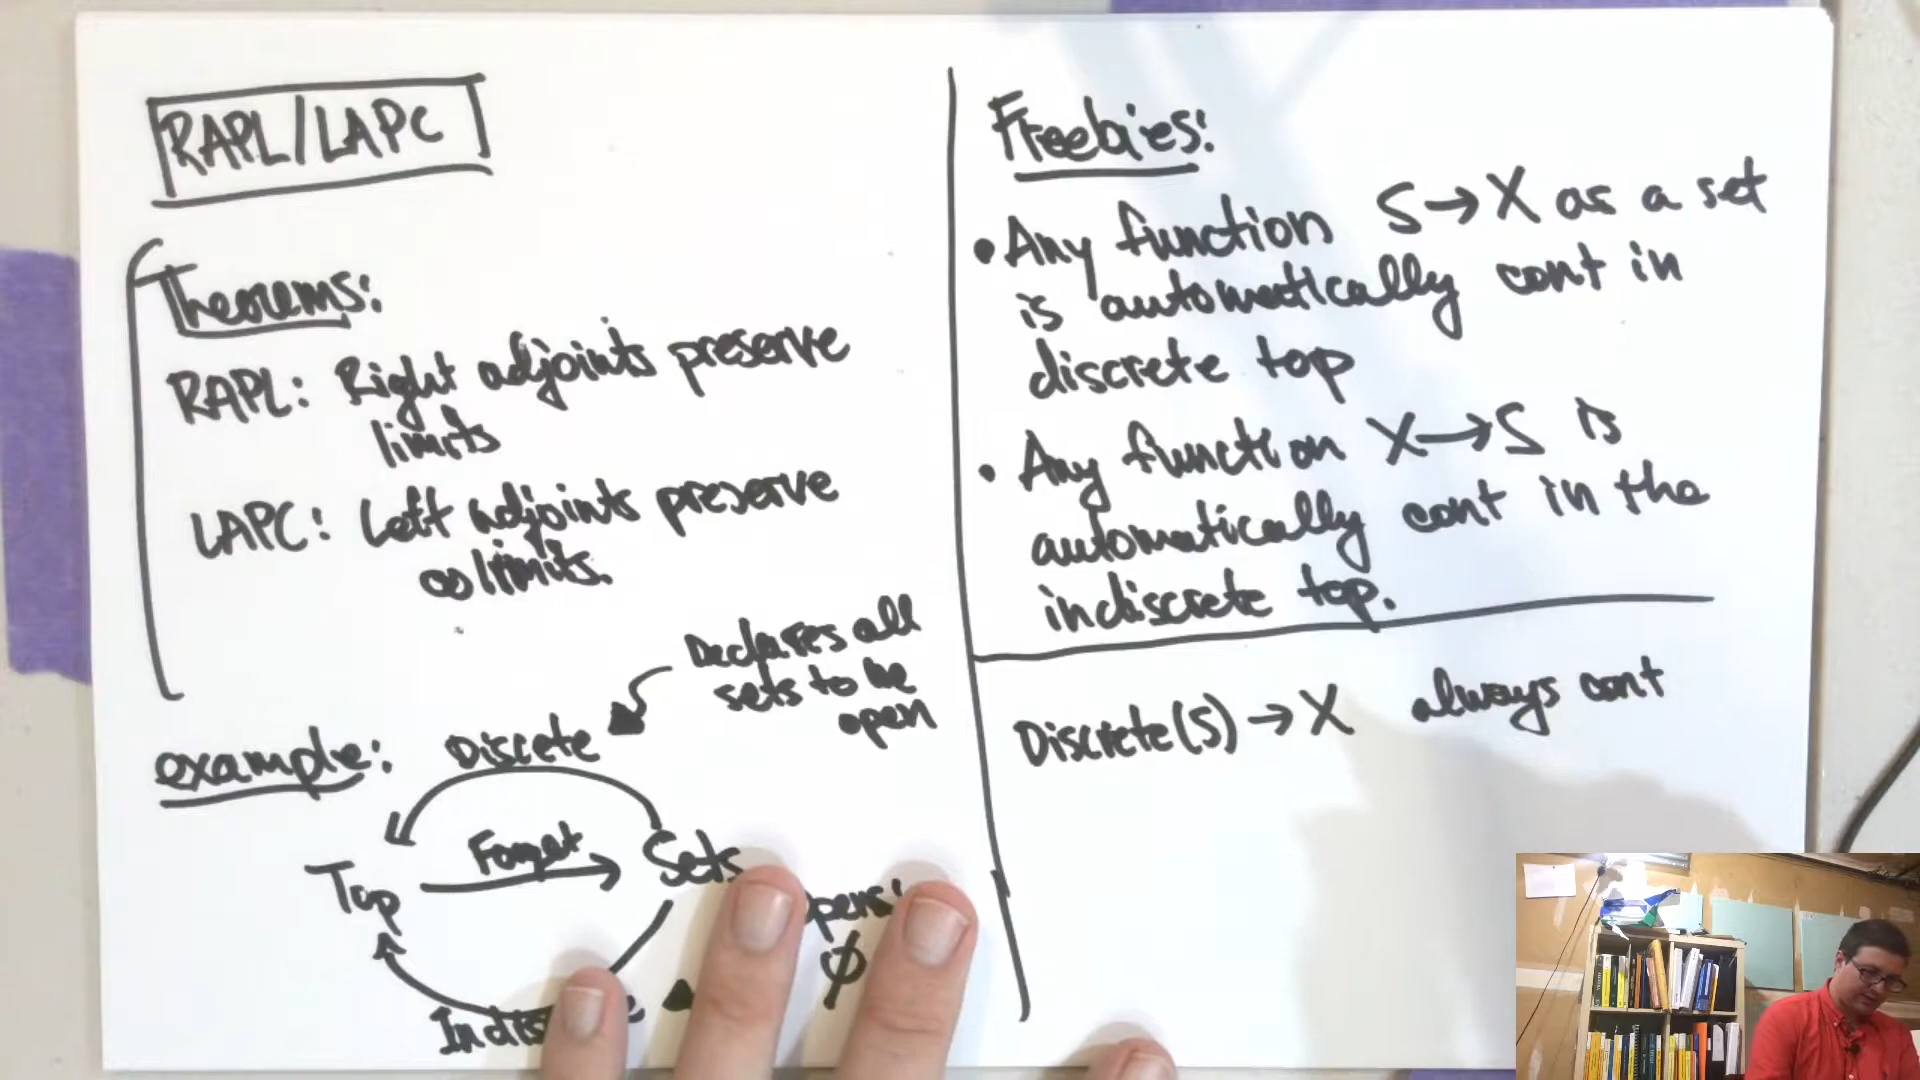 RAPL/LAPC
Theorems:
RAPL: Right adjoints preserve
limits
LAPC: Left adjoints preserve
colimits.
Declares all
sets to be
open
example:
Discete
Forget
Top
Sets
opens:
∅
Freebies:
• Any function S→X as a set
is automatically cont in
discrete top
• Any function X→S is
automatically cont in the
indiscrete top.
Discrete(S)→X always cont